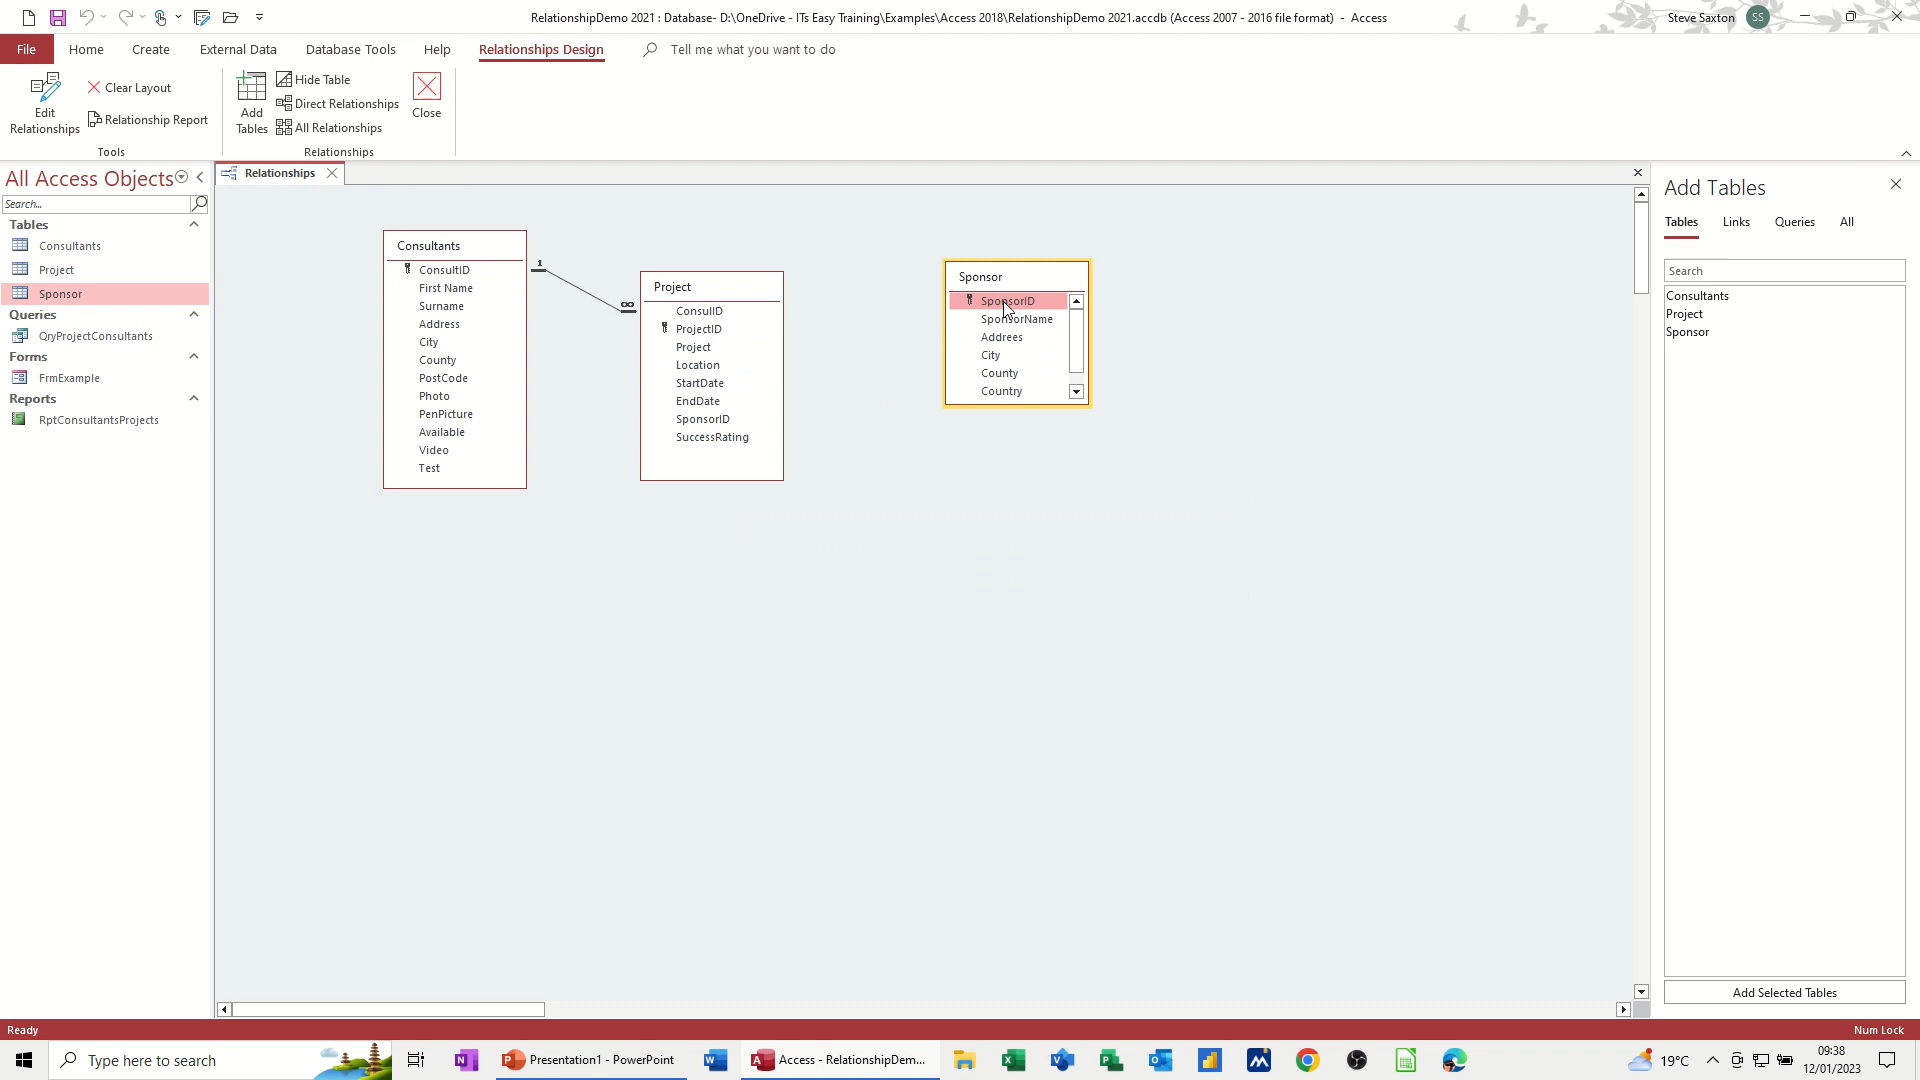 RelationshipDemo 2021 : Database- D:\OneDrive - ITs Easy Training\Examples\Access 2018\RelationshipDemo 2021.accdb (Access 2007 - 2016 file format) - Access
Steve Saxton SS
File Home Create External Data Database Tools Help Relationships Design Tell me what you want to do
Edit Relationships
Clear Layout
Relationship Report
Tools
Add Tables
Hide Table
Direct Relationships
All Relationships
Close
Relationships
All Access Objects
Search...
Tables
Consultants
Project
Sponsor
Queries
QryProjectConsultants
Forms
FrmExample
Reports
RptConsultantsProjects
Relationships
Consultants
ConsultID
First Name
Surname
Address
City
County
PostCode
Photo
PenPicture
Available
Video
Test
1
∞
Project
ConsulID
ProjectID
Project
Location
StartDate
EndDate
SponsorID
SuccessRating
Sponsor
SponsorID
SponsorName
Addrees
City
County
Country
Add Tables
Tables Links Queries All
Search
Consultants
Project
Sponsor
Add Selected Tables
Ready
Num Lock
Type here to search
Presentation1 - PowerPoint
Access - RelationshipDem...
19°C
09:38
12/01/2023